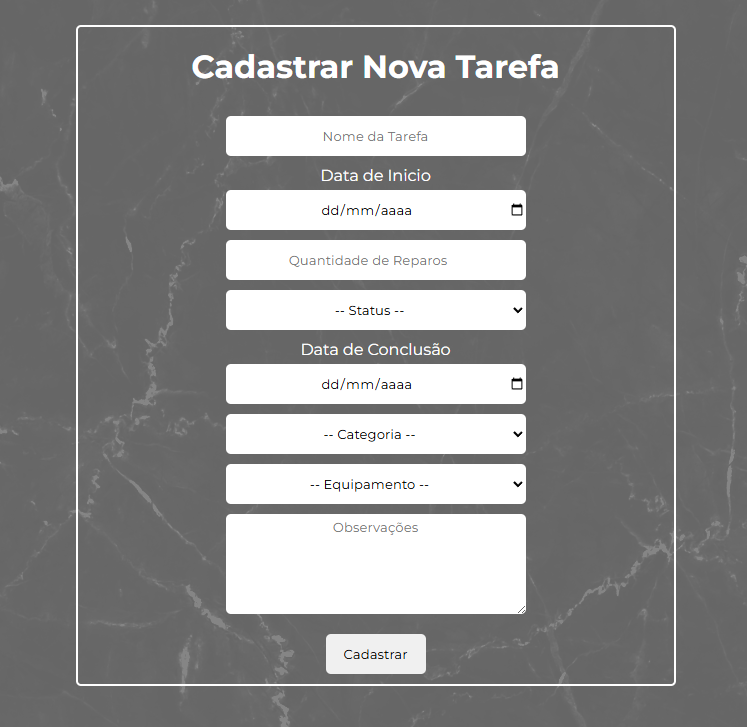 Cadastrar Nova Tarefa
Nome da Tarefa
Data de Inicio
dd/mm/aaaa
Quantidade de Reparos
-- Status --
Data de Conclusão
dd/mm/aaaa
-- Categoria --
-- Equipamento --
Observações
Cadastrar